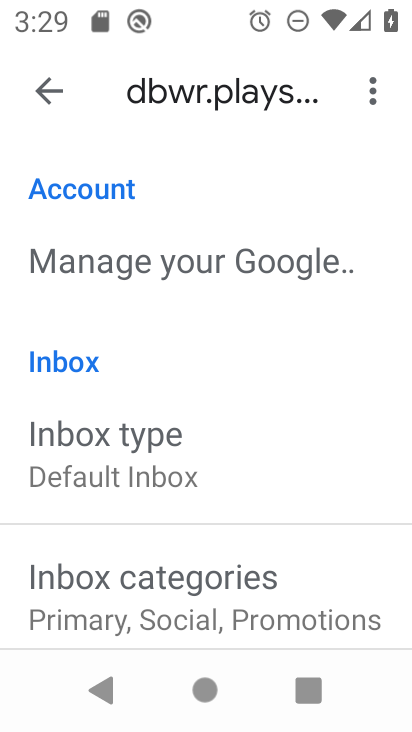 3:29
dbwr.plays...
Account
Manage your Google..
Inbox
Inbox type
Default Inbox
Inbox categories
Primary, Social, Promotions